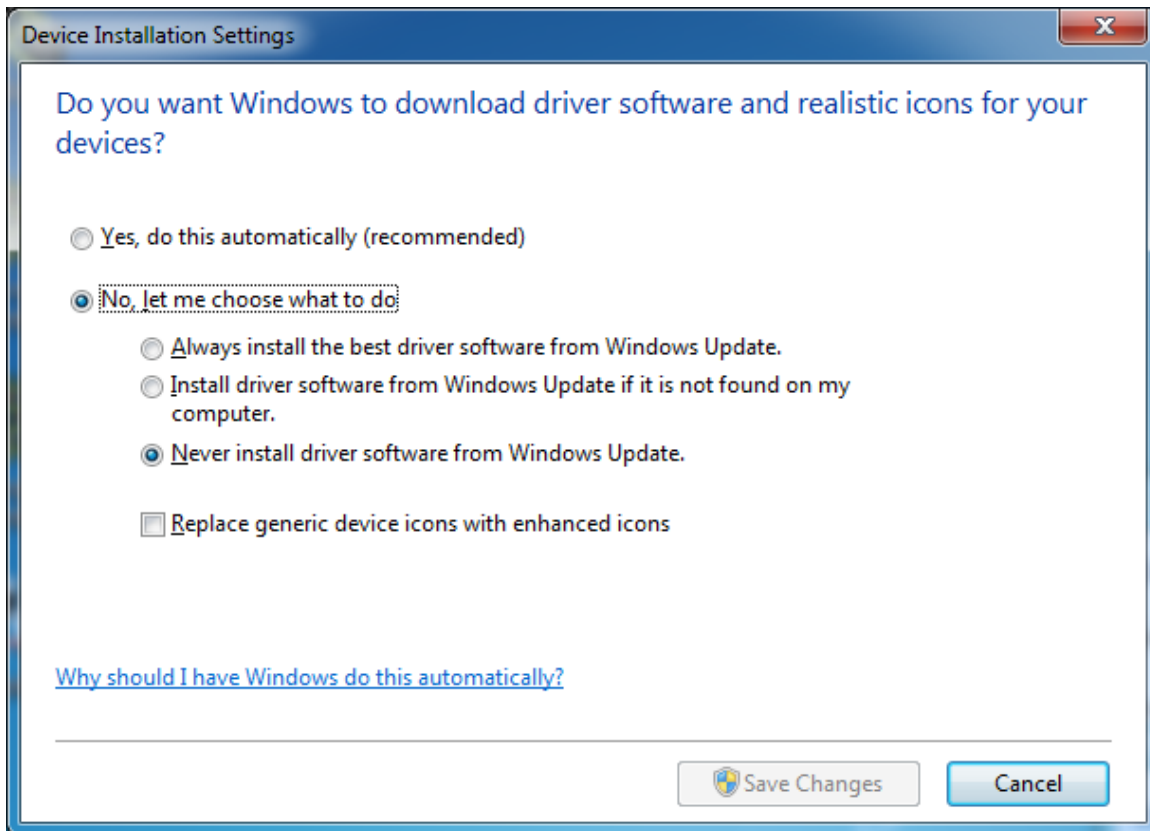 Device Installation Settings
X
Do you want Windows to download driver software and realistic icons for your
devices?
Yes, do this automatically (recommended)
No, let me choose what to do
Always install the best driver software from Windows Update.
Install driver software from Windows Update if it is not found on my
computer.
Never install driver software from Windows Update.
Replace generic device icons with enhanced icons
Why should I have Windows do this automatically?
Save Changes
Cancel